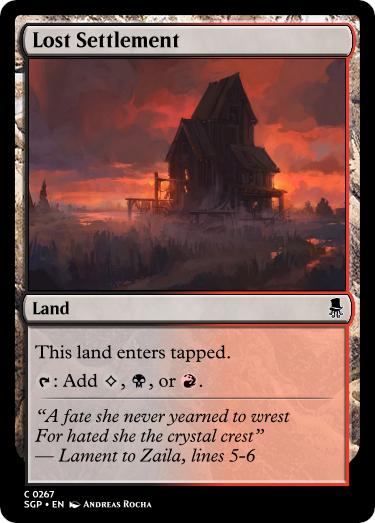 Lost Settlement
Land
This land enters tapped.
: Add , , or .
“A fate she never yearned to wrest
For hated she the crystal crest”
— Lament to Zaila, lines 5-6
C 0267
SGP • EN Andreas Rocha